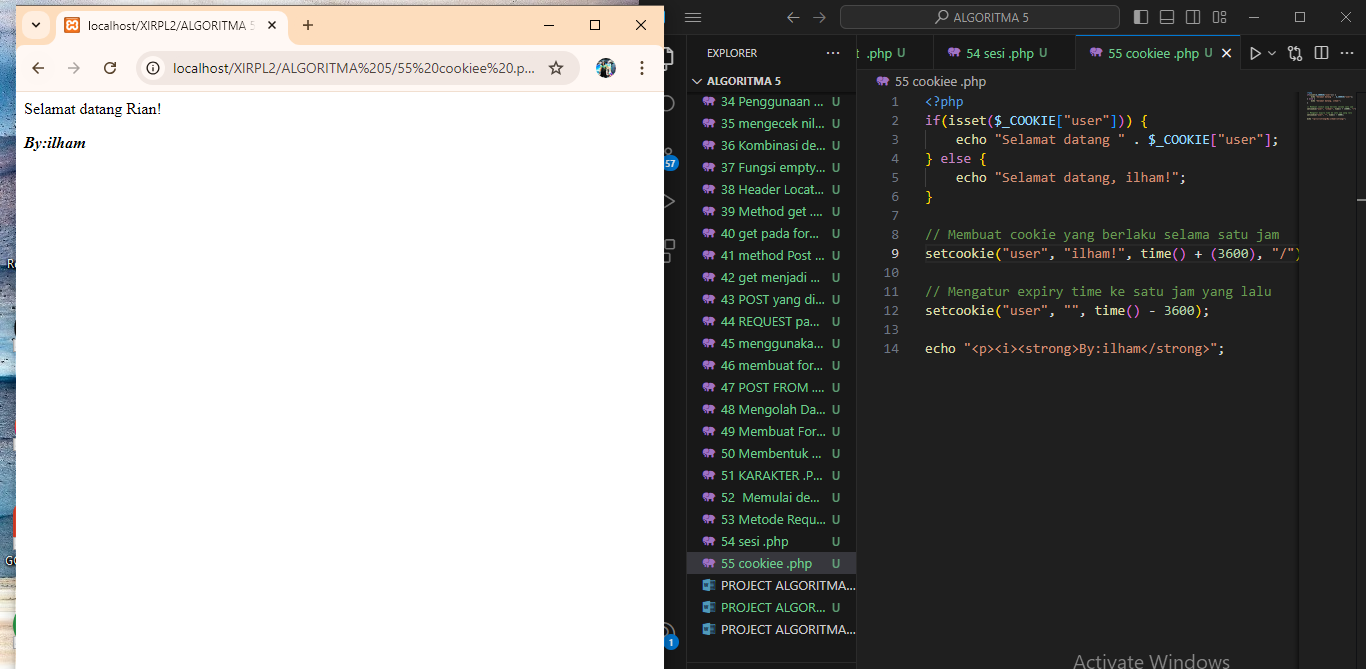 localhost/XIRPL2/ALGORITMA 5
localhost/XIRPL2/ALGORITMA%205/55%20cookiee%20.p...
Selamat datang Rian!
By:ilham
ALGORITMA 5
EXPLORER
ALGORITMA 5
34 Penggunaan ... U
35 mengecek nil... U
36 Kombinasi de... U
37 Fungsi empty... U
38 Header Locat... U
39 Method get .... U
40 get pada for... U
41 method Post ... U
42 get menjadi ... U
43 POST yang di... U
44 REQUEST pa... U
45 menggunaka... U
46 membuat for... U
47 POST FROM .... U
48 Mengolah Da... U
49 Membuat For... U
50 Membentuk ... U
51 KARAKTER .P... U
52  Memulai de... U
53 Metode Requ... U
54 sesi .php U
55 cookiee .php U
PROJECT ALGORITMA...
PROJECT ALGOR... U
PROJECT ALGORITMA...
57
1
t .php U
54 sesi .php U
55 cookiee .php U
55 cookiee .php
1 <?php
2 if(isset($_COOKIE["user"])) {
3     echo "Selamat datang " . $_COOKIE["user"];
4 } else {
5     echo "Selamat datang, ilham!";
6 }
7
8 // Membuat cookie yang berlaku selama satu jam
9 setcookie("user", "ilham!", time() + (3600), "/")
10
11 // Mengatur expiry time ke satu jam yang lalu
12 setcookie("user", "", time() - 3600);
13
14 echo "<p><i><strong>By:ilham</strong>";
Activate Windows